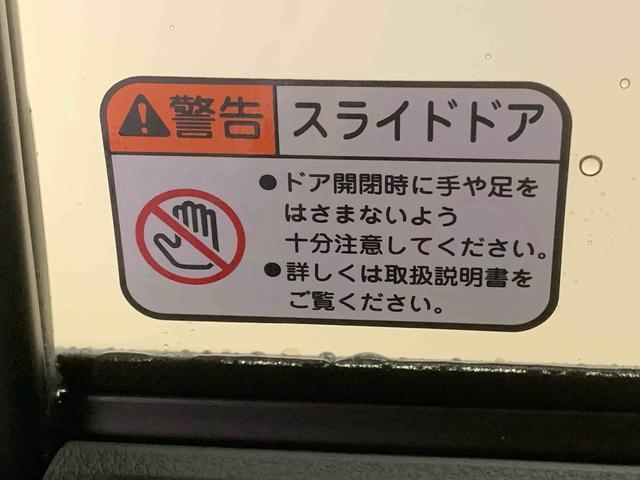 警告 スライドドア
●ドア開閉時に手や足を
はさまないよう
十分注意してください。
●詳しくは取扱説明書を
ご覧ください。